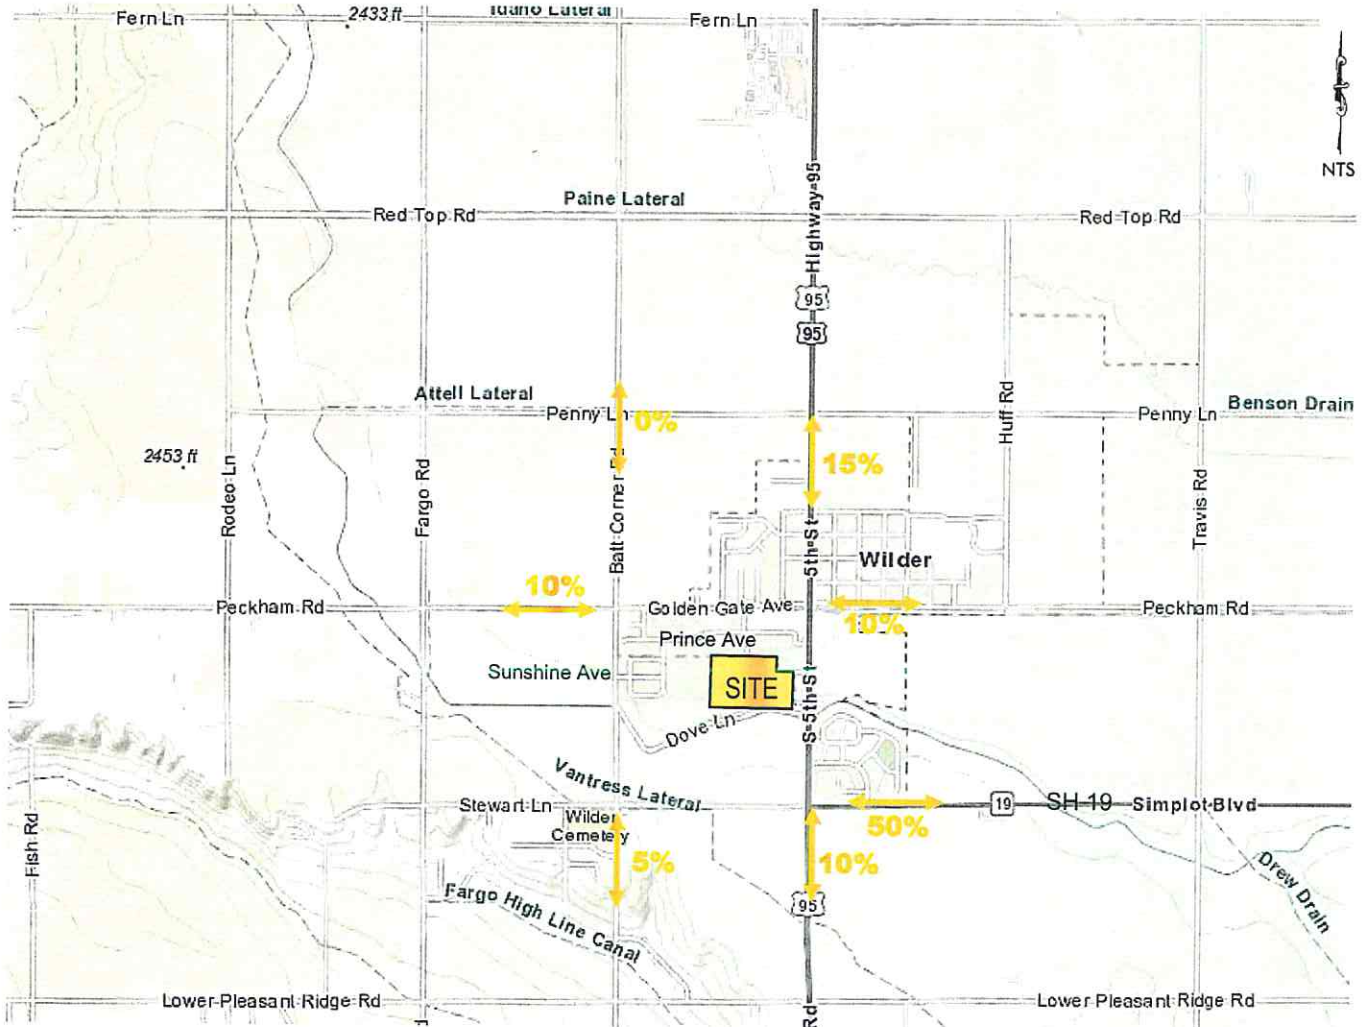 Idaho Lateral
Fern Ln
2433 ft
Fern Ln
NTS
Highway 95
Paine Lateral
Red Top Rd
Red Top Rd
95
95
Attell Lateral
Penny Ln
0%
15%
Huff Rd
Penny Ln
Benson Drain
2453 ft
Rodeo Ln
Fargo Rd
Batt Corner Rd
Travis Rd
5th St
Wilder
10%
Peckham Rd
Golden Gate Ave
10%
Peckham Rd
Prince Ave
Sunshine Ave
SITE
S 5th St
Dove Ln
Vantress Lateral
Stewart Ln
Wilder
Cemetery
19
SH-19
Simplot Blvd
50%
Fish Rd
5%
10%
95
Drew Drain
Fargo High Line Canal
Lower Pleasant Ridge Rd
Lower Pleasant Ridge Rd
Rd